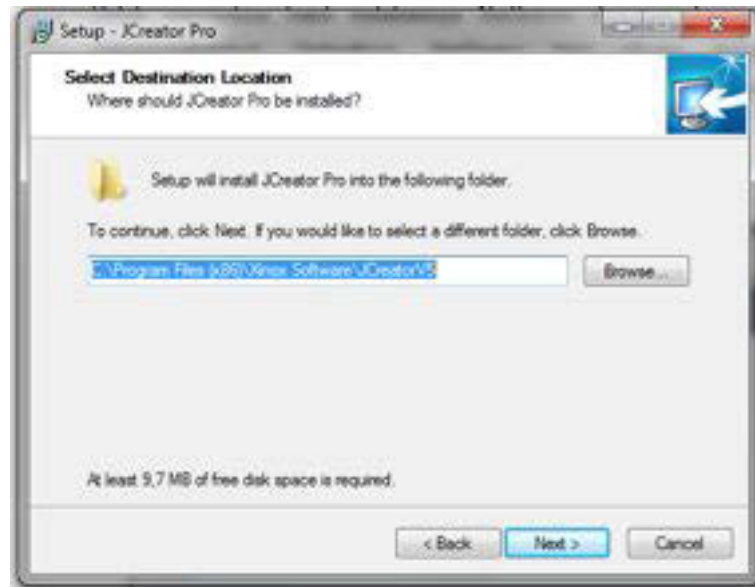 Setup - JCreator Pro
Select Destination Location
Where should JCreator Pro be installed?
Setup will install JCreator Pro into the following folder.
To continue, click Next. If you would like to select a different folder, click Browse.
C:\Program Files (x86)\Xinox Software\JCreatorV5
Browse...
At least 9,7 MB of free disk space is required.
< Back
Next >
Cancel